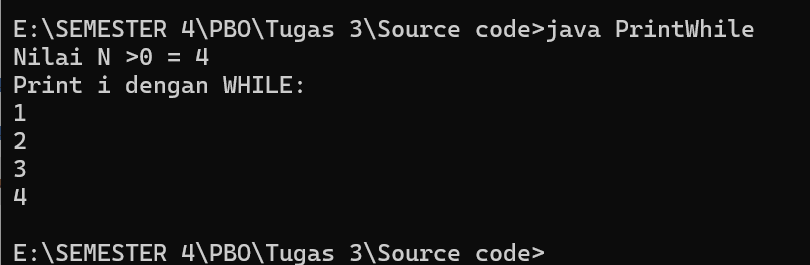 E:\SEMESTER 4\PBO\Tugas 3\Source code>java PrintWhile
Nilai N >0 = 4
Print i dengan WHILE:
1
2
3
4
E:\SEMESTER 4\PBO\Tugas 3\Source code>